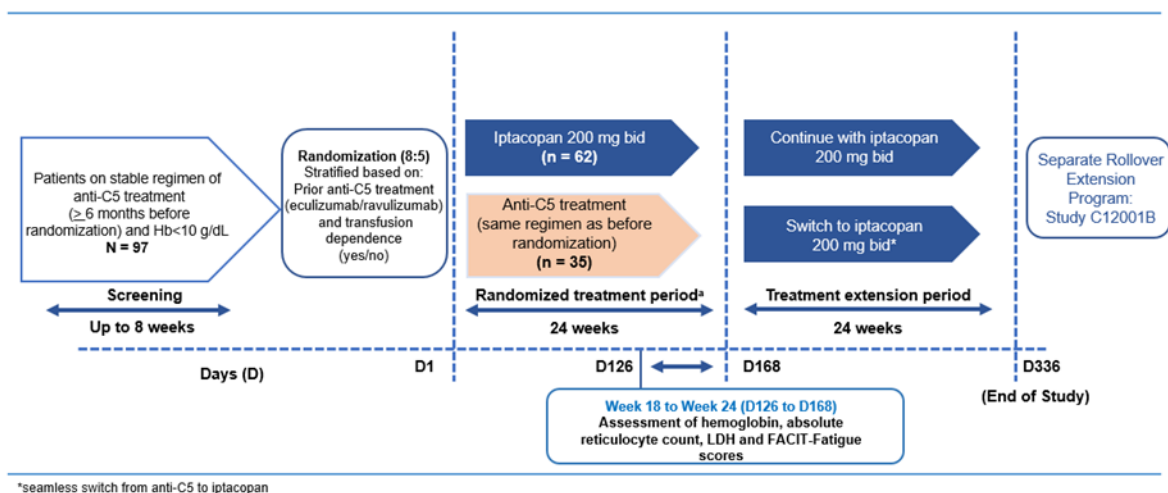 Patients on stable regimen of
anti-C5 treatment
(> 6 months before
randomization) and Hb<10 g/dL
N = 97
Randomization (8:5)
Stratified based on:
Prior anti-C5 treatment
(eculizumab/ravulizumab)
and transfusion
dependence
(yes/no)
Iptacopan 200 mg bid
(n = 62)
Anti-C5 treatment
(same regimen as before
randomization)
(n = 35)
Continue with iptacopan
200 mg bid
Switch to iptacopan
200 mg bid*
Separate Rollover
Extension
Program:
Study C12001B
Screening
Up to 8 weeks
Randomized treatment periodᵃ
24 weeks
Treatment extension period
24 weeks
Days (D)
D1
D126
D168
D336
(End of Study)
Week 18 to Week 24 (D126 to D168)
Assessment of hemoglobin, absolute
reticulocyte count, LDH and FACIT-Fatigue
scores
*seamless switch from anti-C5 to iptacopan